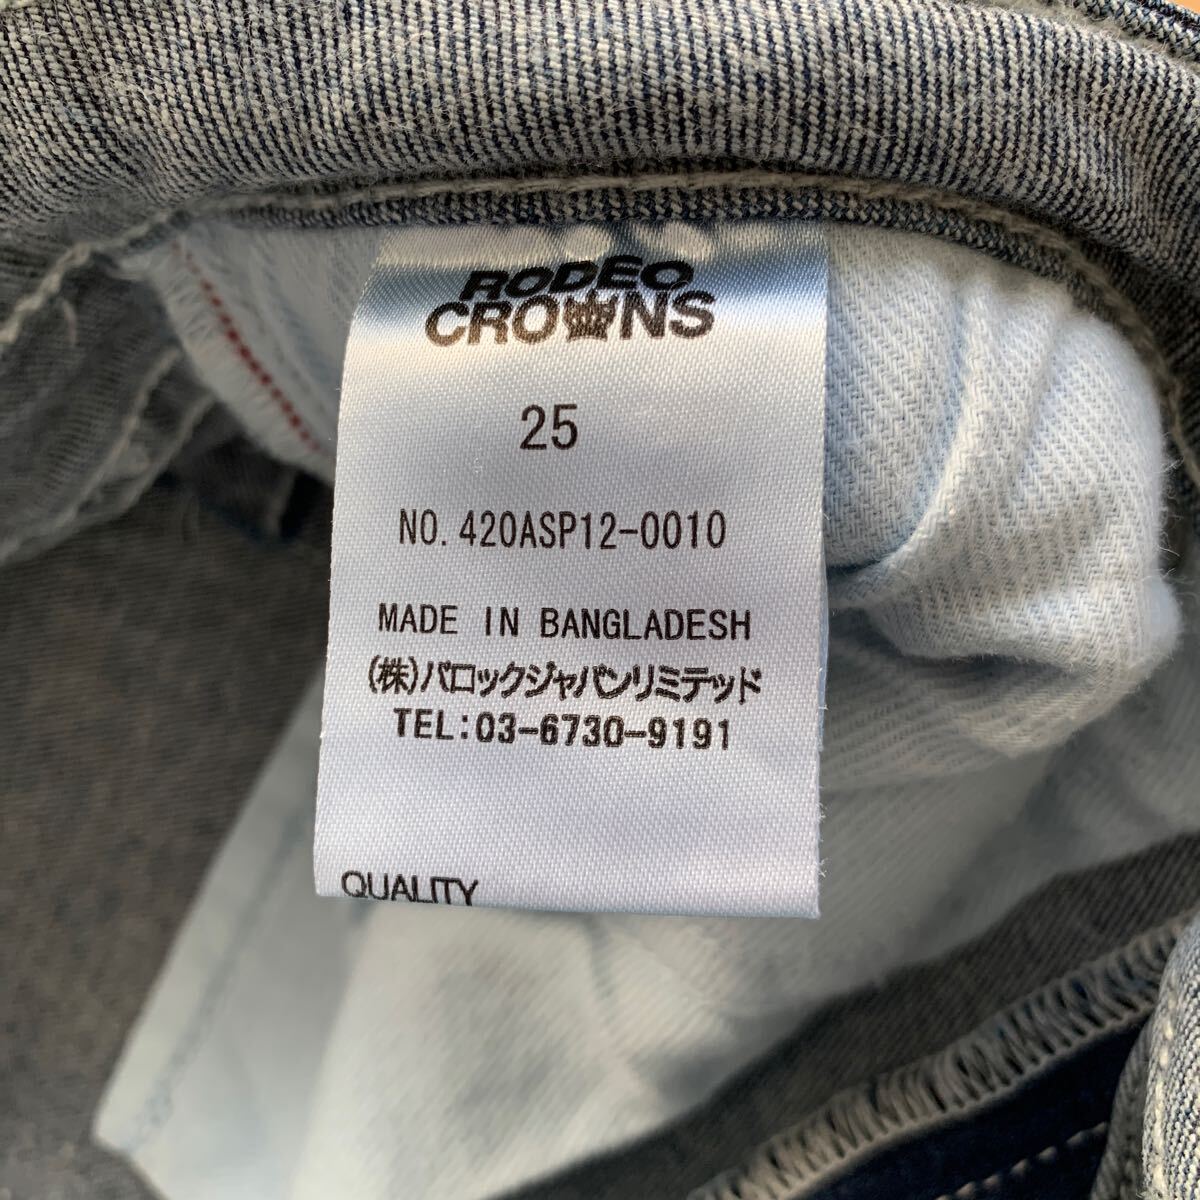 RODEO
CROWNS
25
NO. 420ASP12-0010
MADE IN BANGLADESH
(株)バロックジャパンリミテッド
TEL:03-6730-9191
QUALITY